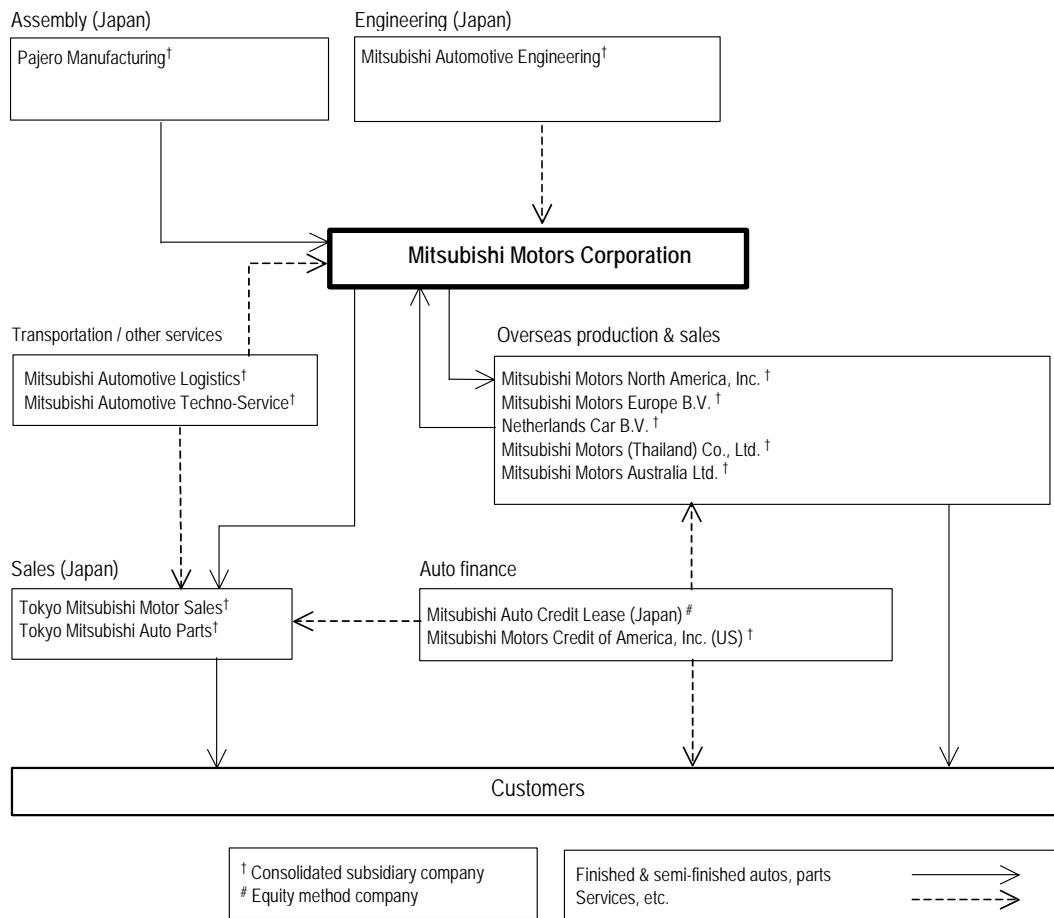 Assembly (Japan)
Pajero Manufacturing†
Engineering (Japan)
Mitsubishi Automotive Engineering†
Mitsubishi Motors Corporation
Transportation / other services
Mitsubishi Automotive Logistics†
Mitsubishi Automotive Techno-Service†
Overseas production & sales
Mitsubishi Motors North America, Inc. †
Mitsubishi Motors Europe B.V. †
Netherlands Car B.V. †
Mitsubishi Motors (Thailand) Co., Ltd. †
Mitsubishi Motors Australia Ltd. †
Sales (Japan)
Tokyo Mitsubishi Motor Sales†
Tokyo Mitsubishi Auto Parts†
Auto finance
Mitsubishi Auto Credit Lease (Japan) #
Mitsubishi Motors Credit of America, Inc. (US) †
Customers
† Consolidated subsidiary company
# Equity method company
Finished & semi-finished autos, parts
Services, etc.